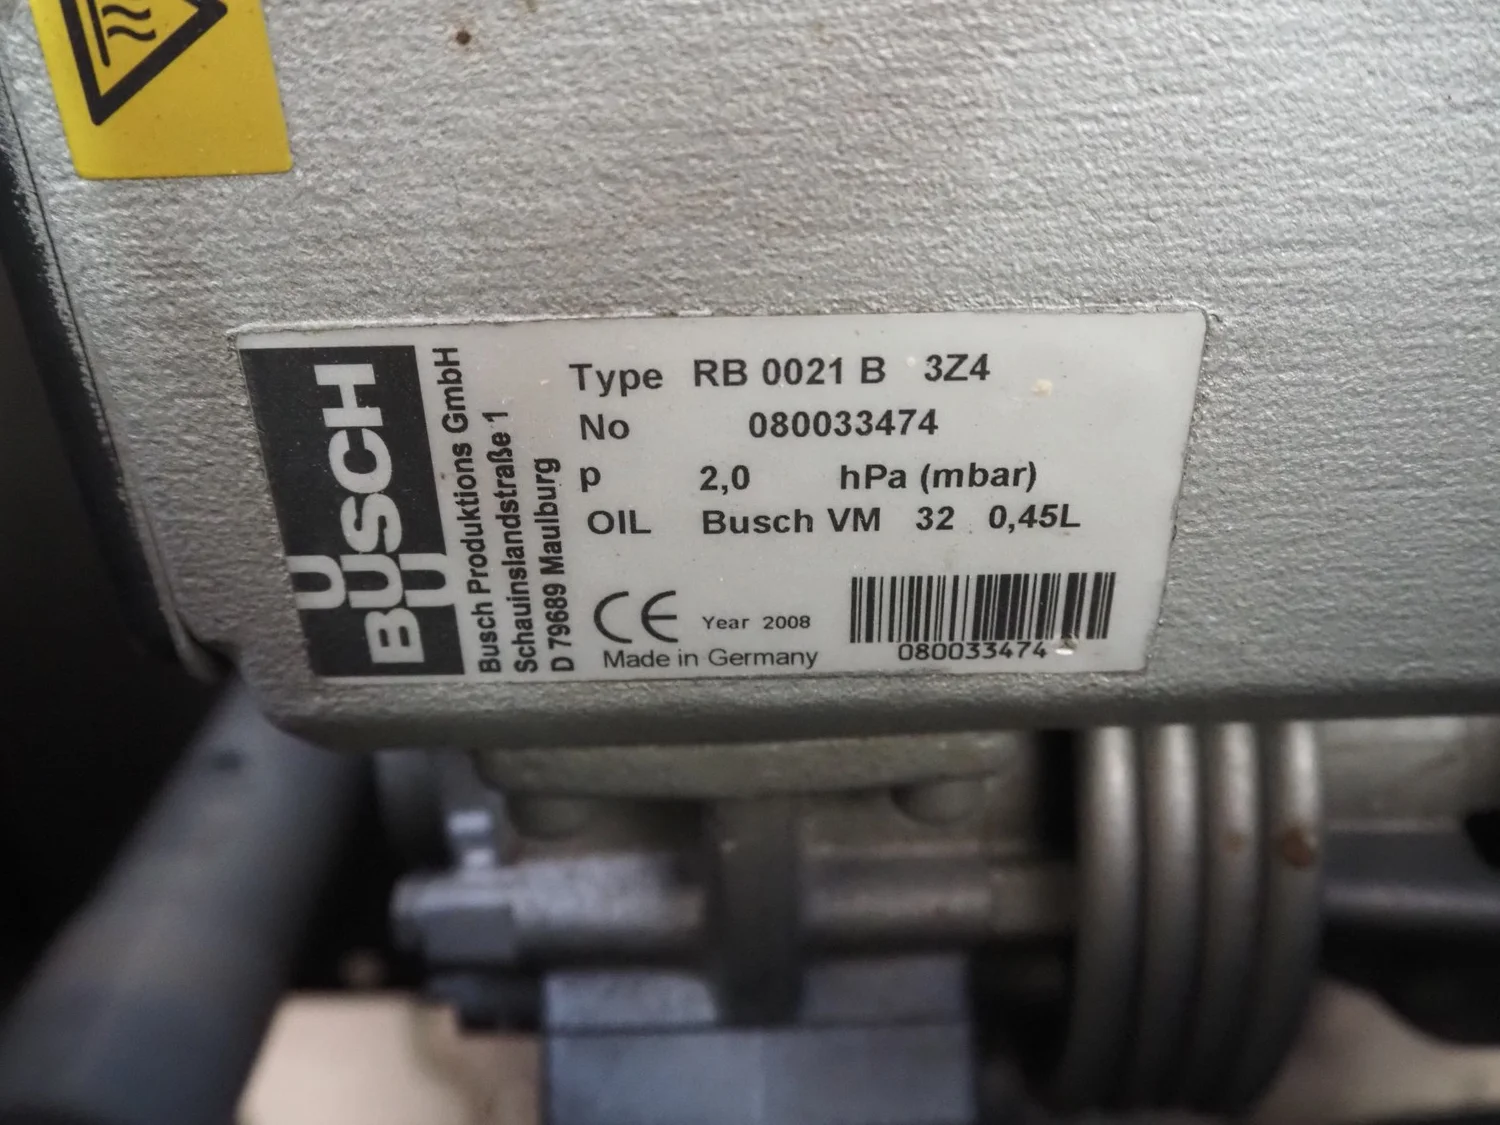 BUSCH
Busch Produktions GmbH
Schauinslandstraße 1
D 79689 Maulburg
Type RB 0021 B 3Z4
No 080033474
p 2,0 hPa (mbar)
OIL Busch VM 32 0,45L
CE Year 2008
Made in Germany
080033474